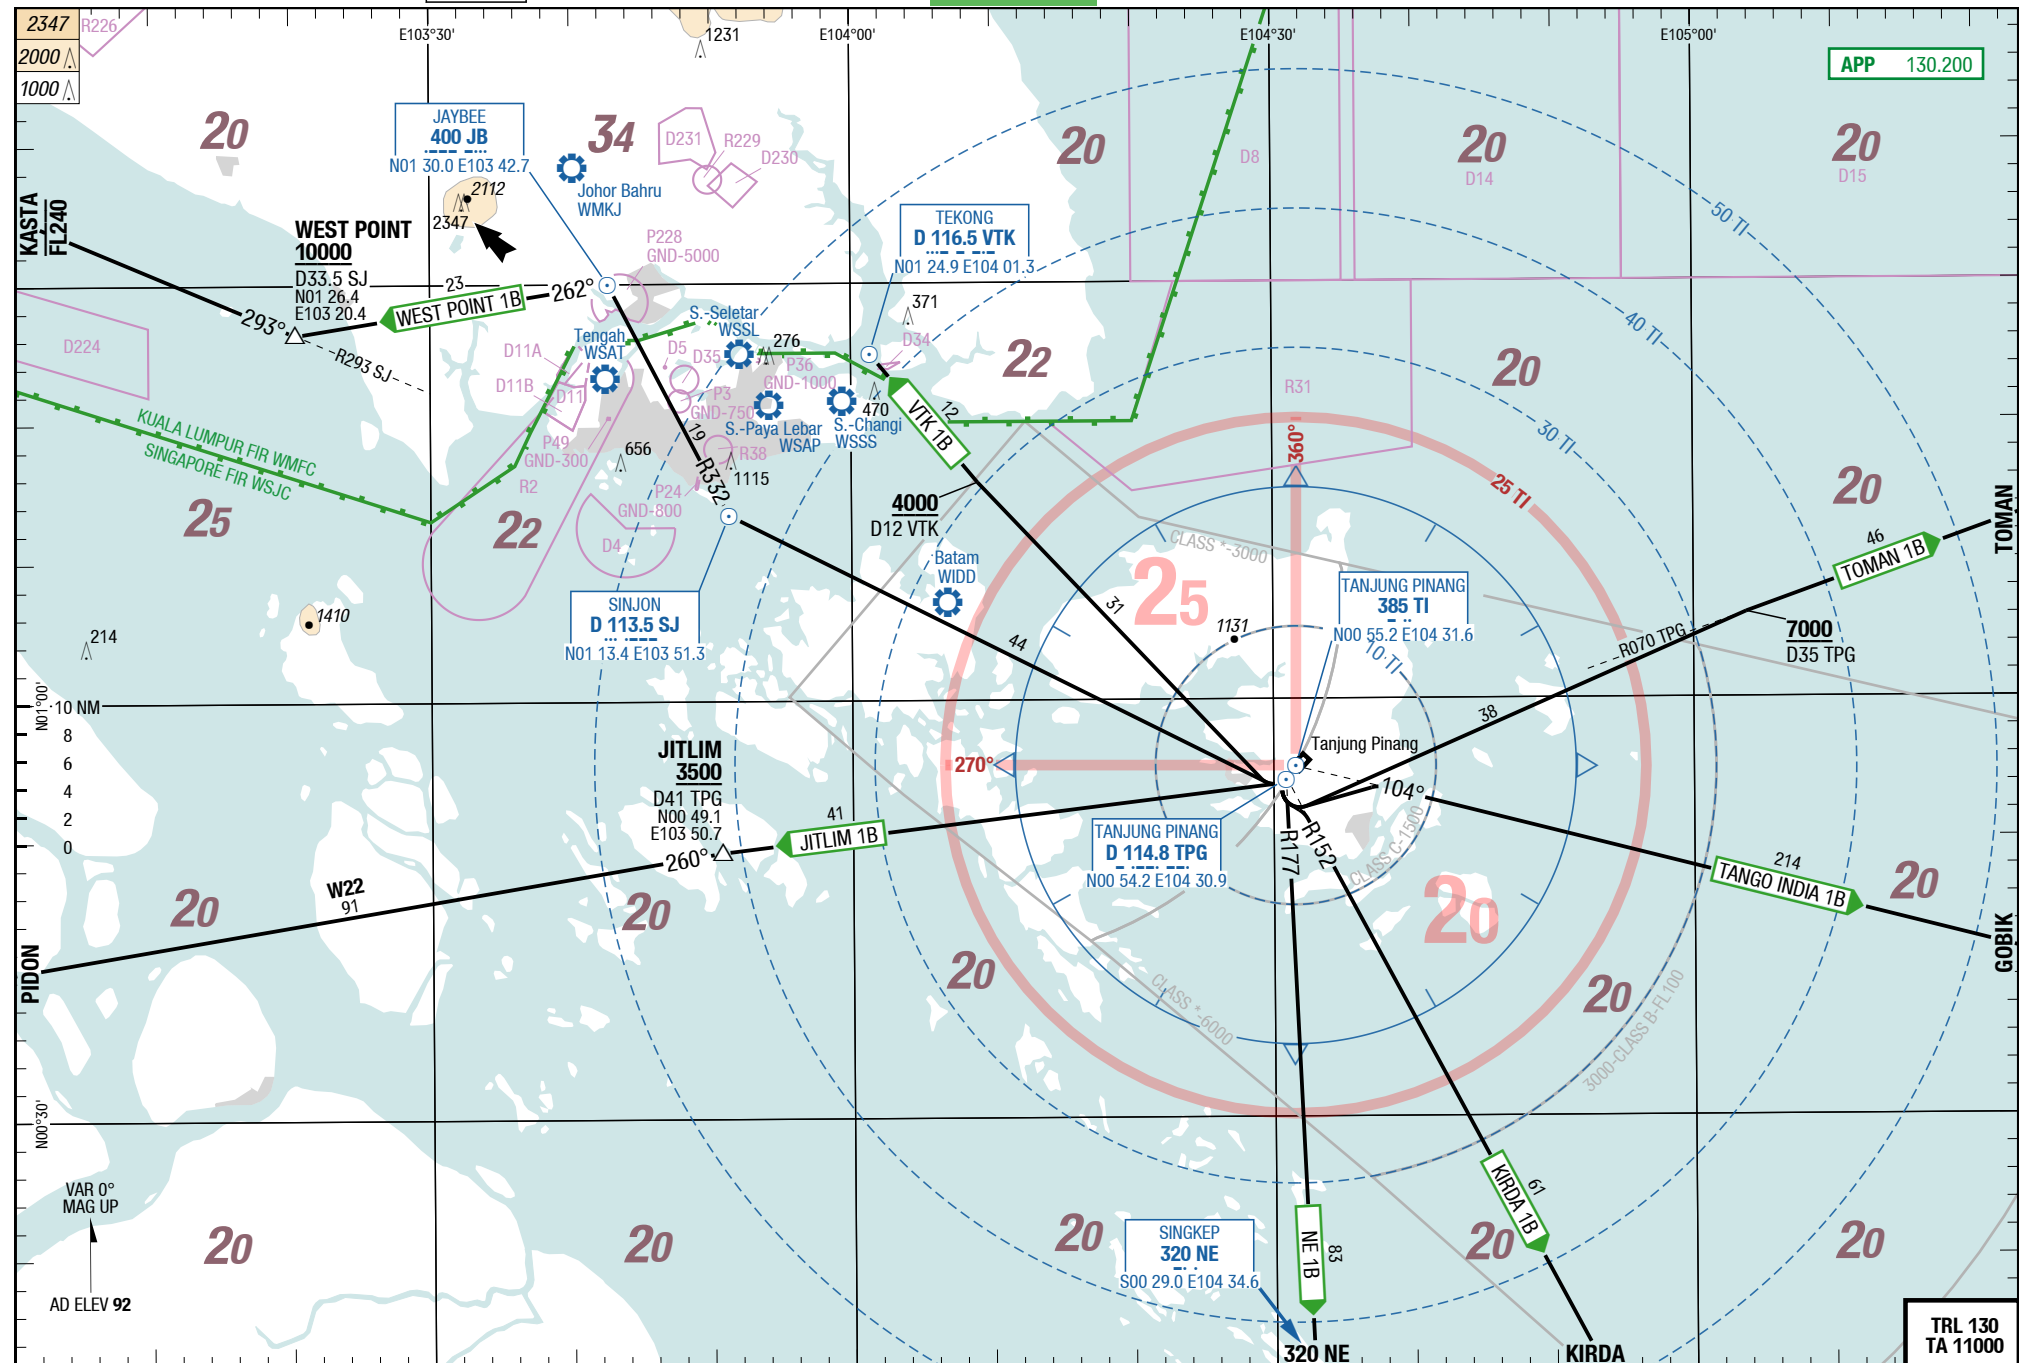 2347
2000
1000
R226
E103°30'
1231
E104°00'
E104°30'
E105°00'
APP 130.200
20
JAYBEE
400 JB
N01 30.0 E103 42.7
34
D231
R229
D230
Johor Bahru
WMKJ
20
D8
20
D14
20
D15
50 TI
KASTA
FL240
2112
2347
WEST POINT
10000
D33.5 SJ
N01 26.4
E103 20.4
P228
GND-5000
TEKONG
D 116.5 VTK
N01 24.9 E104 01.3
23
WEST POINT 1B
262°
293°
R293 SJ
D224
371
D34
40 TI
S.-Seletar
WSSL
Tengah
WSAT
276
D11A
D11B
D11
D5
D35
P36
GND-1000
P3
GND-750
22
20
R31
470
S.-Changi
WSSS
S.-Paya Lebar
WSAP
12
VTK 1B
30 TI
360°
KUALA LUMPUR FIR WMFC
SINGAPORE FIR WSJC
P49
GND-300
656
19
R332
R38
1115
R2
P24
GND-800
D4
25
22
4000
D12 VTK
25 TI
20
TOMAN
46
TOMAN 1B
CLASS *-3000
Batam
WIDD
25
TANJUNG PINANG
385 TI
N00 55.2 E104 31.6
SINJON
D 113.5 SJ
N01 13.4 E103 51.3
31
44
1410
214
1131
10 TI
R070 TPG
7000
D35 TPG
N01°00'
10 NM
8
6
4
2
0
38
Tanjung Pinang
JITLIM
3500
D41 TPG
N00 49.1
E103 50.7
270°
104°
41
JITLIM 1B
260°
TANJUNG PINANG
D 114.8 TPG
N00 54.2 E104 30.9
R177
R152
CLASS C-1500
214
TANGO INDIA 1B
20
W22
91
20
20
20
20
20
PIDON
GOBIK
CLASS *-6000
3000-CLASS B-FL100
N00°30'
VAR 0°
MAG UP
AD ELEV 92
20
20
20
20
20
SINGKEP
320 NE
S00 29.0 E104 34.6
NE 1B
83
KIRDA 1B
61
320 NE
KIRDA
TRL 130
TA 11000